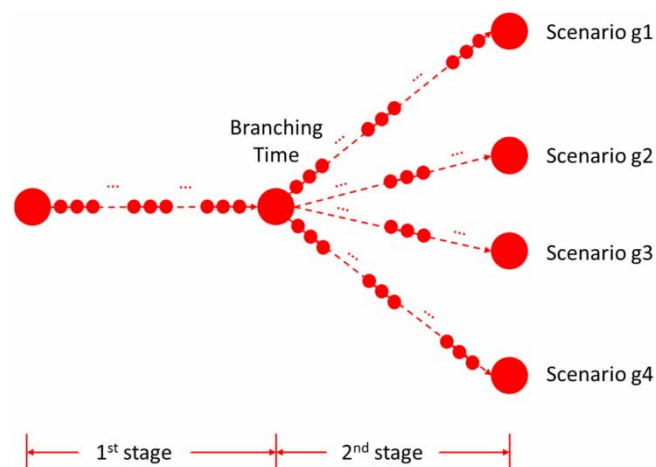 Scenario g1
Branching
Time
Scenario g2
Scenario g3
Scenario g4
1st stage
2nd stage